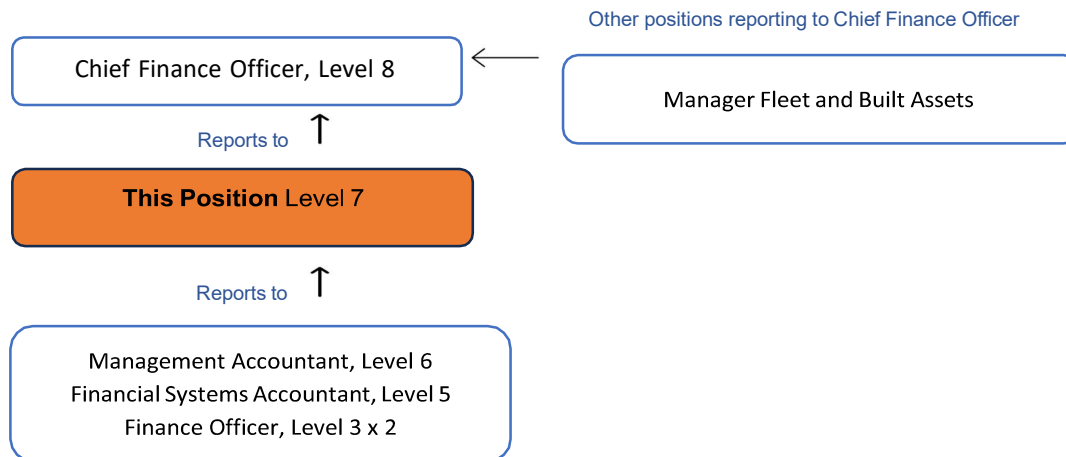 Other positions reporting to Chief Finance Officer
Chief Finance Officer, Level 8
Manager Fleet and Built Assets
Reports to
This Position Level 7
Reports to
Management Accountant, Level 6
Financial Systems Accountant, Level 5
Finance Officer, Level 3 x 2